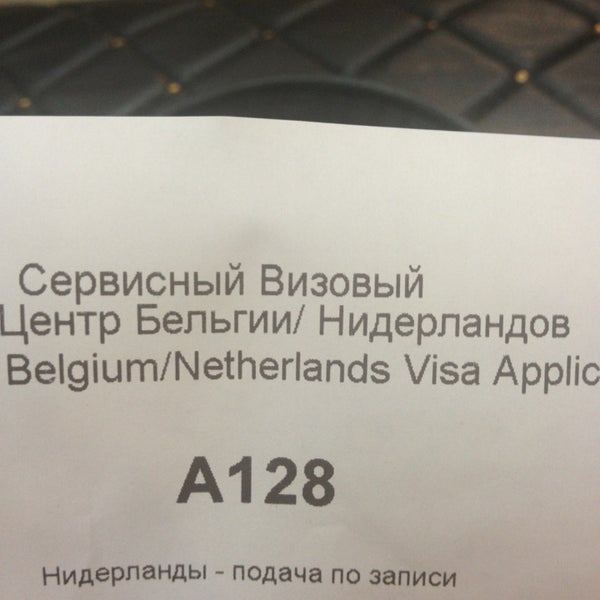 Сервисный Визовый
Центр Бельгии/ Нидерландов
Belgium/Netherlands Visa Applic
A128
Нидерланды - подача по записи